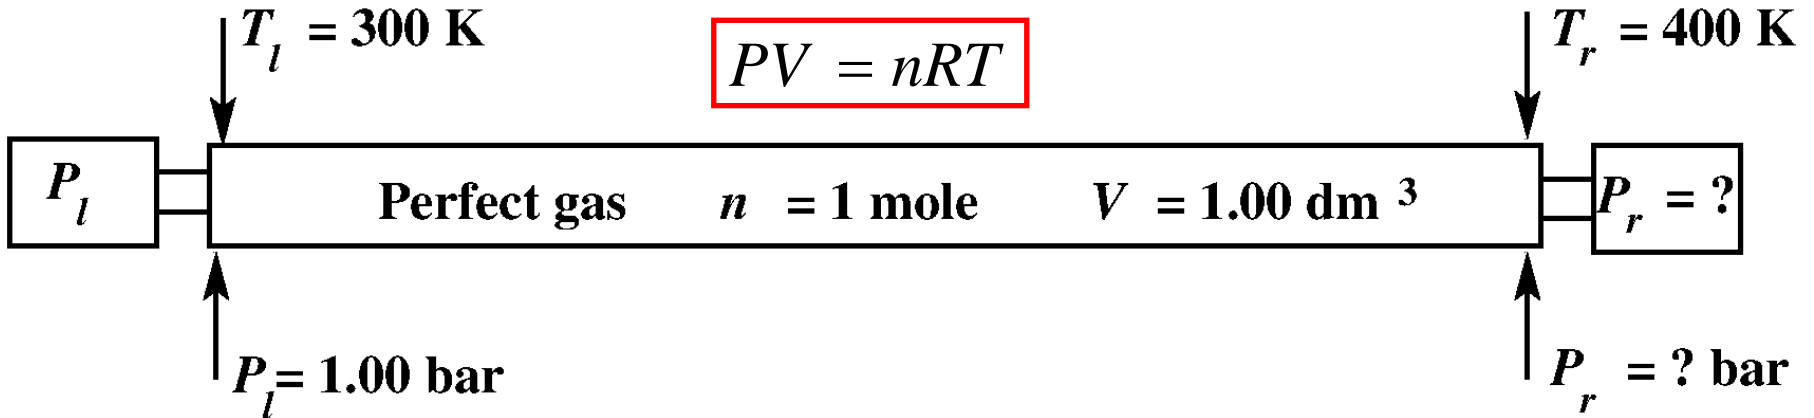 T_l = 300 K
PV = nRT
T_r = 400 K
P_l
Perfect gas n = 1 mole V = 1.00 dm ³
P_r = ?
P_l = 1.00 bar
P_r = ? bar